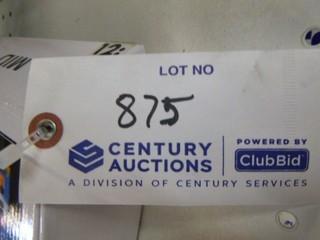 LOT NO
875
CENTURY AUCTIONS
POWERED BY
ClubBid
A DIVISION OF CENTURY SERVICES